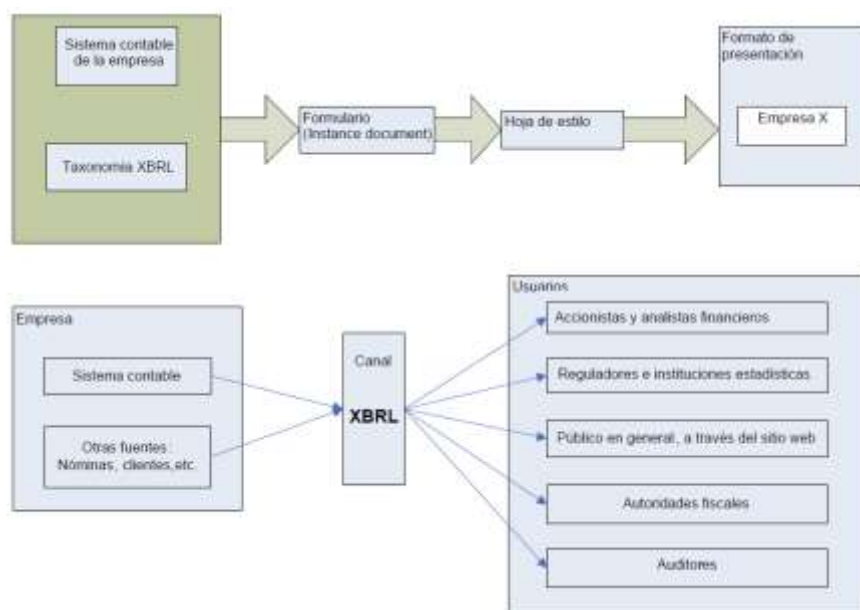 Sistema contable
de la empresa
Taxonomía XBRL
Formulario
(Instance document)
Hoja de estilo
Formato de
presentación
Empresa X
Empresa
Sistema contable
Otras fuentes:
Nóminas, clientes,etc.
Canal
XBRL
Usuarios
Accionistas y analistas financieros
Reguladores e instituciones estadísticas
Público en general, a través del sitio web
Autoridades fiscales
Auditores